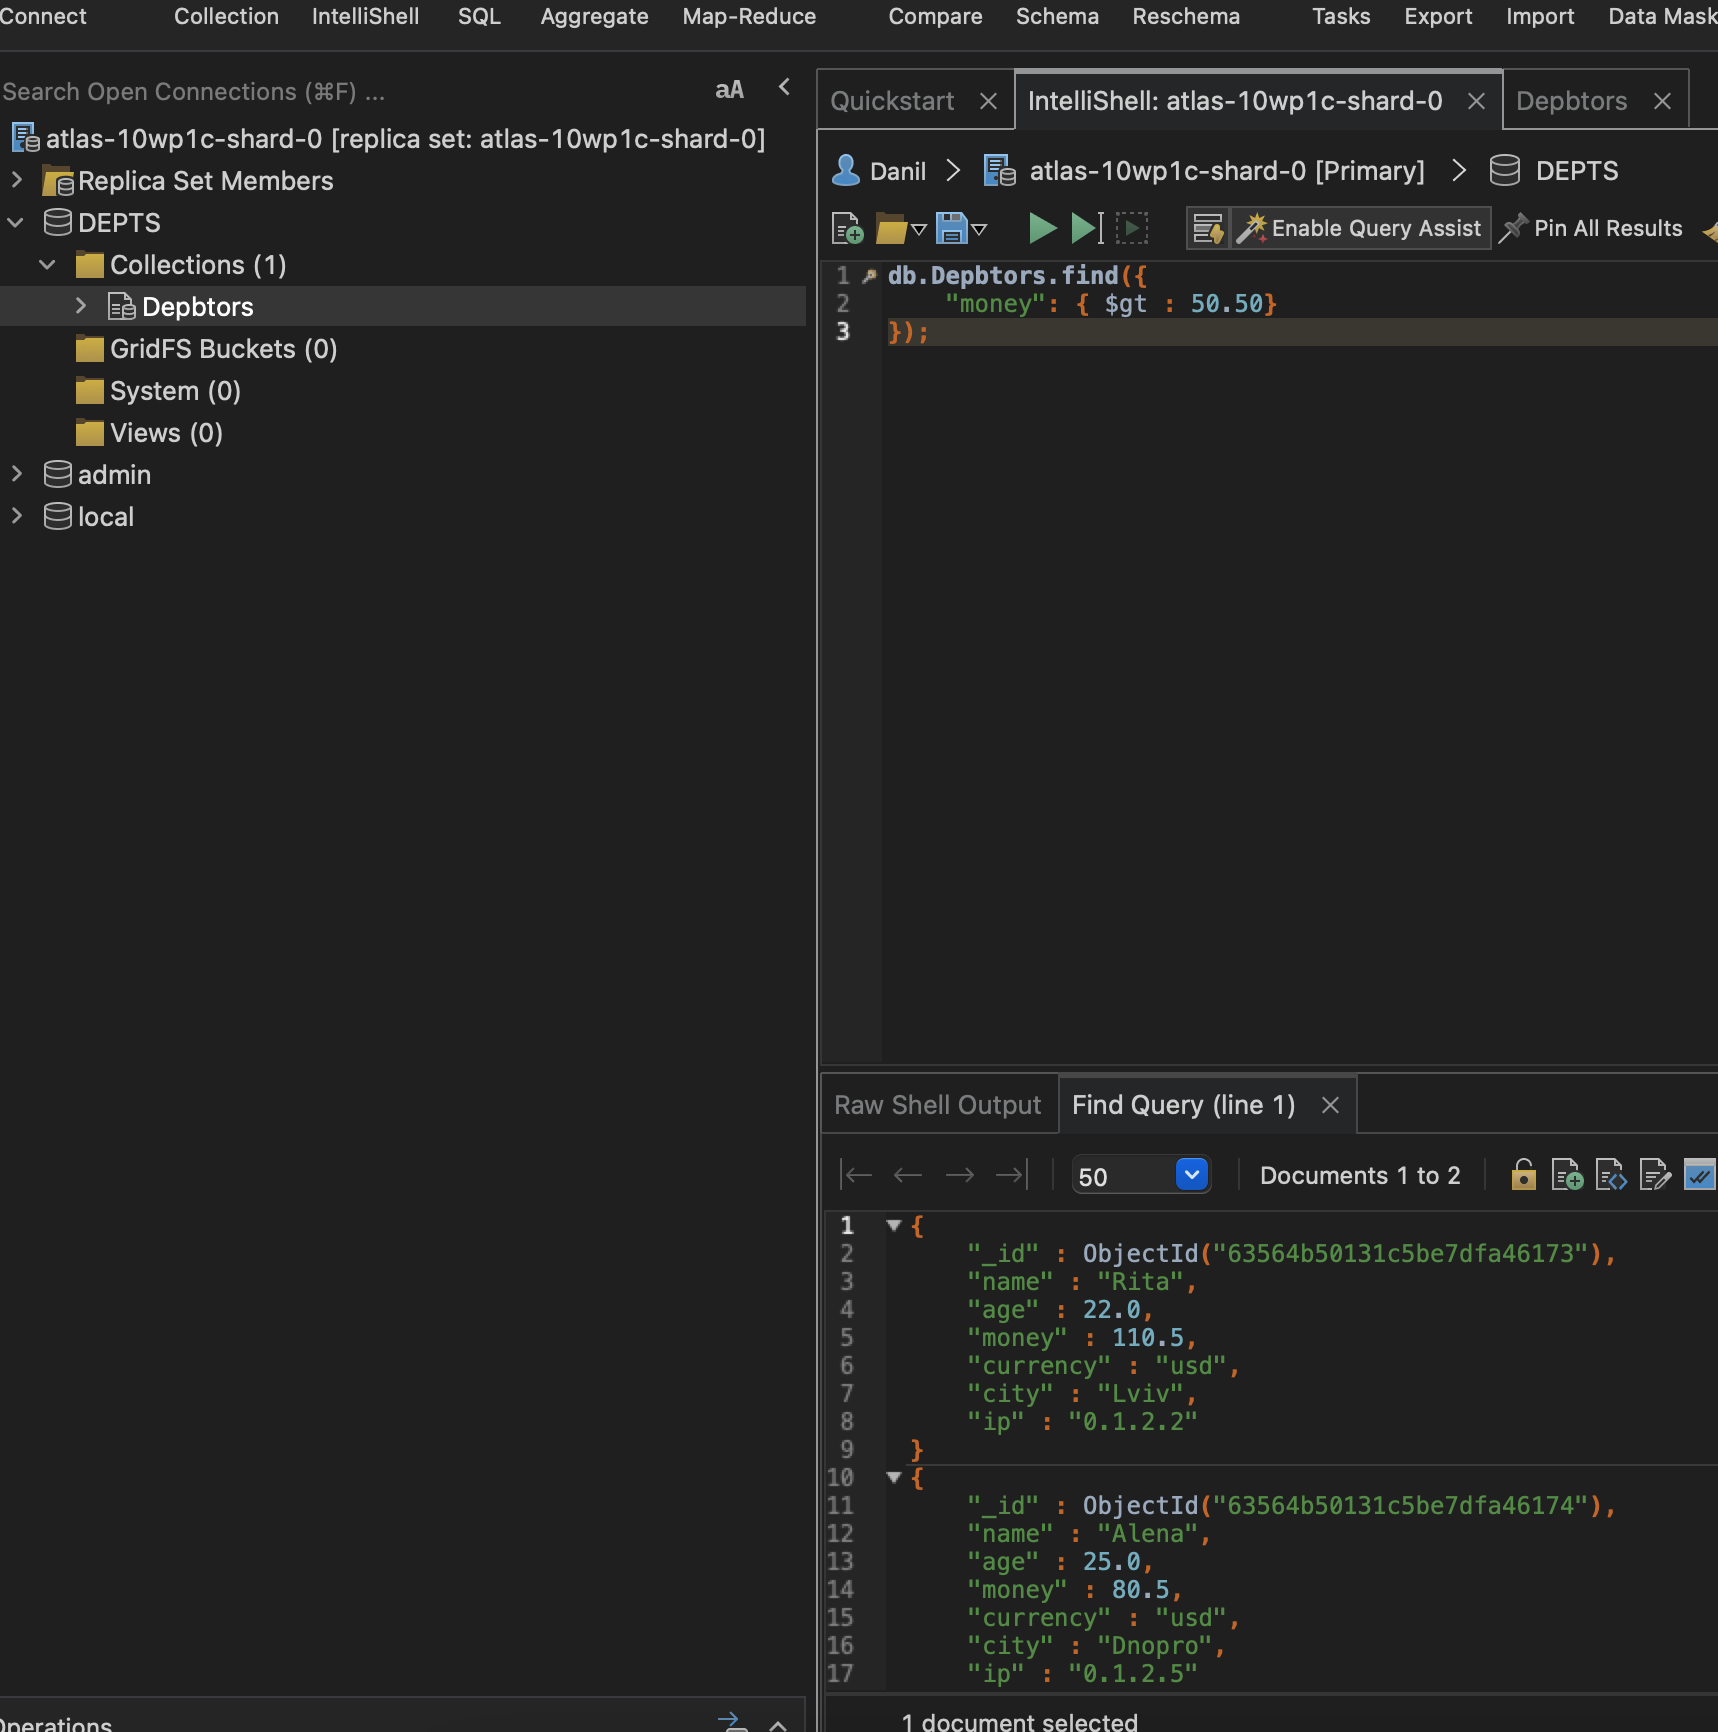 Connect Collection IntelliShell SQL Aggregate Map-Reduce Compare Schema Reschema Tasks Export Import Data Mask
Search Open Connections (⌘F) ... aA
atlas-10wp1c-shard-0 [replica set: atlas-10wp1c-shard-0]
Replica Set Members
DEPTS
Collections (1)
Depbtors
GridFS Buckets (0)
System (0)
Views (0)
admin
local
Operations
Quickstart IntelliShell: atlas-10wp1c-shard-0 Depbtors
Danil atlas-10wp1c-shard-0 [Primary] DEPTS
Enable Query Assist Pin All Results
1 db.Depbtors.find({
2 "money": { $gt : 50.50}
3 });
Raw Shell Output Find Query (line 1)
50 Documents 1 to 2
1 {
2 "_id" : ObjectId("63564b50131c5be7dfa46173"),
3 "name" : "Rita",
4 "age" : 22.0,
5 "money" : 110.5,
6 "currency" : "usd",
7 "city" : "Lviv",
8 "ip" : "0.1.2.2"
9 }
10 {
11 "_id" : ObjectId("63564b50131c5be7dfa46174"),
12 "name" : "Alena",
13 "age" : 25.0,
14 "money" : 80.5,
15 "currency" : "usd",
16 "city" : "Dnopro",
17 "ip" : "0.1.2.5"
1 document selected